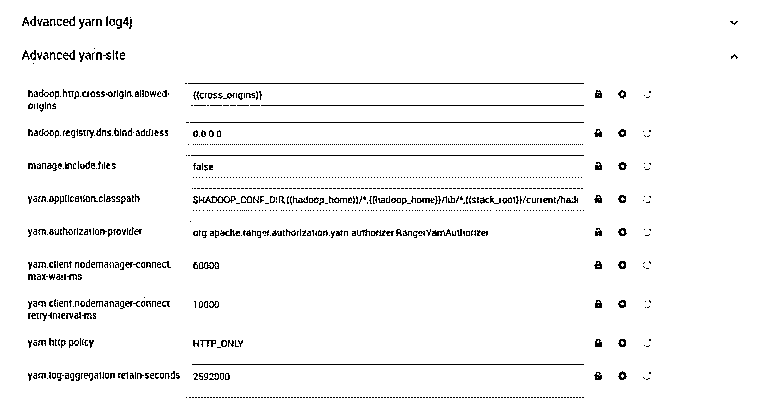 Advanced yarn-log4j
Advanced yarn-site
hadoop.http.cross-origin.allowed-
origins
{{cross_origins}}
hadoop.registry.dns.bind-address
0.0.0.0
manage.include.files
false
yarn.application.classpath
$HADOOP_CONF_DIR,{{hadoop_home}}/*,{{hadoop_home}}/lib/*,{{stack_root}}/current/hado
yarn.authorization-provider
org.apache.ranger.authorization.yarn.authorizer.RangerYarnAuthorizer
yarn.client.nodemanager-connect.
max-wait-ms
60000
yarn.client.nodemanager-connect.
retry-interval-ms
10000
yarn.http.policy
HTTP_ONLY
yarn.log-aggregation.retain-seconds
2592000